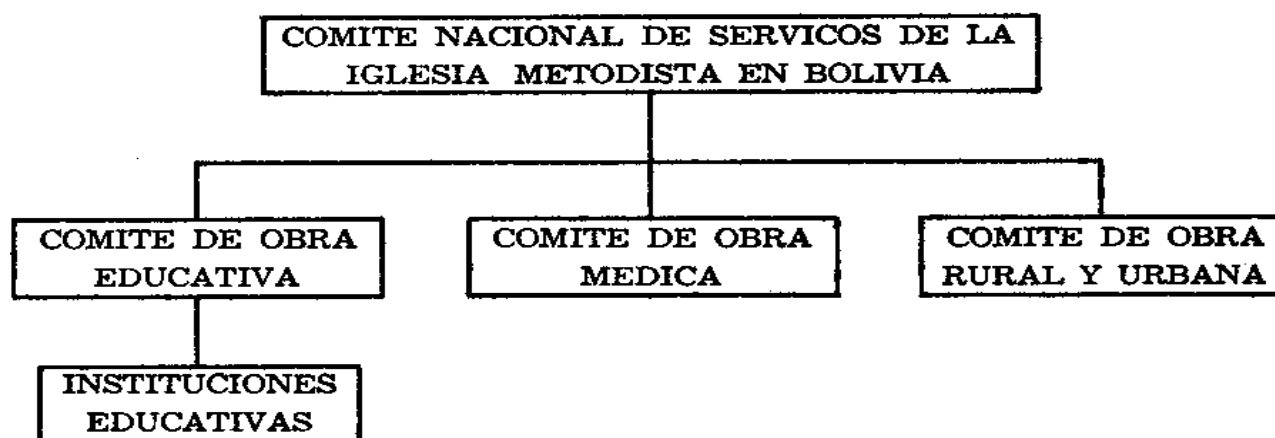 COMITE NACIONAL DE SERVICOS DE LA
IGLESIA METODISTA EN BOLIVIA
COMITE DE OBRA
EDUCATIVA
COMITE DE OBRA
MEDICA
COMITE DE OBRA
RURAL Y URBANA
INSTITUCIONES
EDUCATIVAS